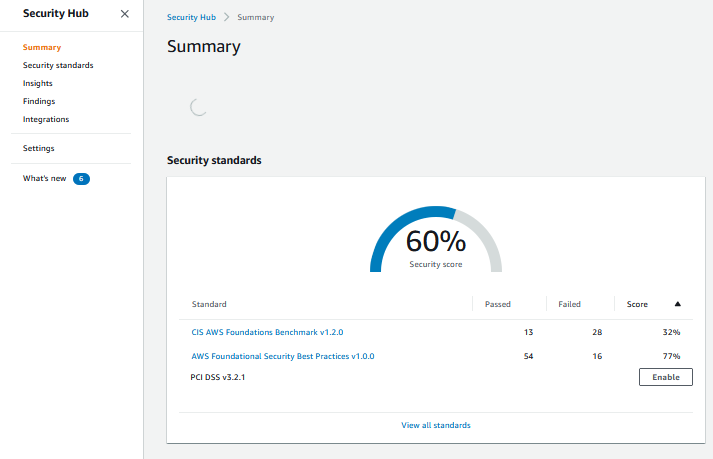 Security Hub
Summary
Security standards
Insights
Findings
Integrations
Settings
What's new 6
Security Hub > Summary
Summary
Security standards
60%
Security score
Standard Passed Failed Score
CIS AWS Foundations Benchmark v1.2.0 13 28 32%
AWS Foundational Security Best Practices v1.0.0 54 16 77%
PCI DSS v3.2.1 Enable
View all standards